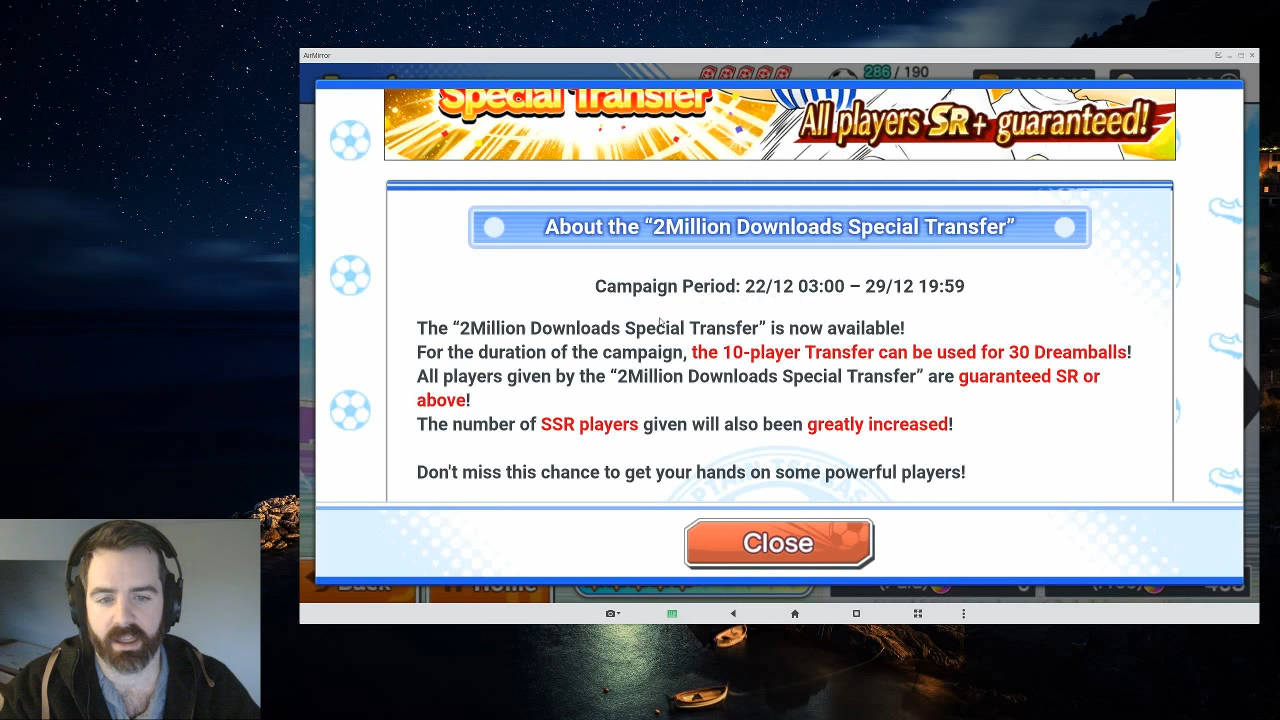 AirMirror
286 / 190
Special Transfer
All players SR+ guaranteed!
About the “2Million Downloads Special Transfer”
Campaign Period: 22/12 03:00 – 29/12 19:59
The “2Million Downloads Special Transfer” is now available!
For the duration of the campaign, the 10-player Transfer can be used for 30 Dreamballs!
All players given by the “2Million Downloads Special Transfer” are guaranteed SR or
above!
The number of SSR players given will also been greatly increased!
Don't miss this chance to get your hands on some powerful players!
Close
Back
Home